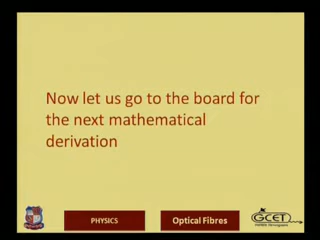 Now let us go to the board for
the next mathematical
derivation
PHYSICS
Optical Fibres
GCET